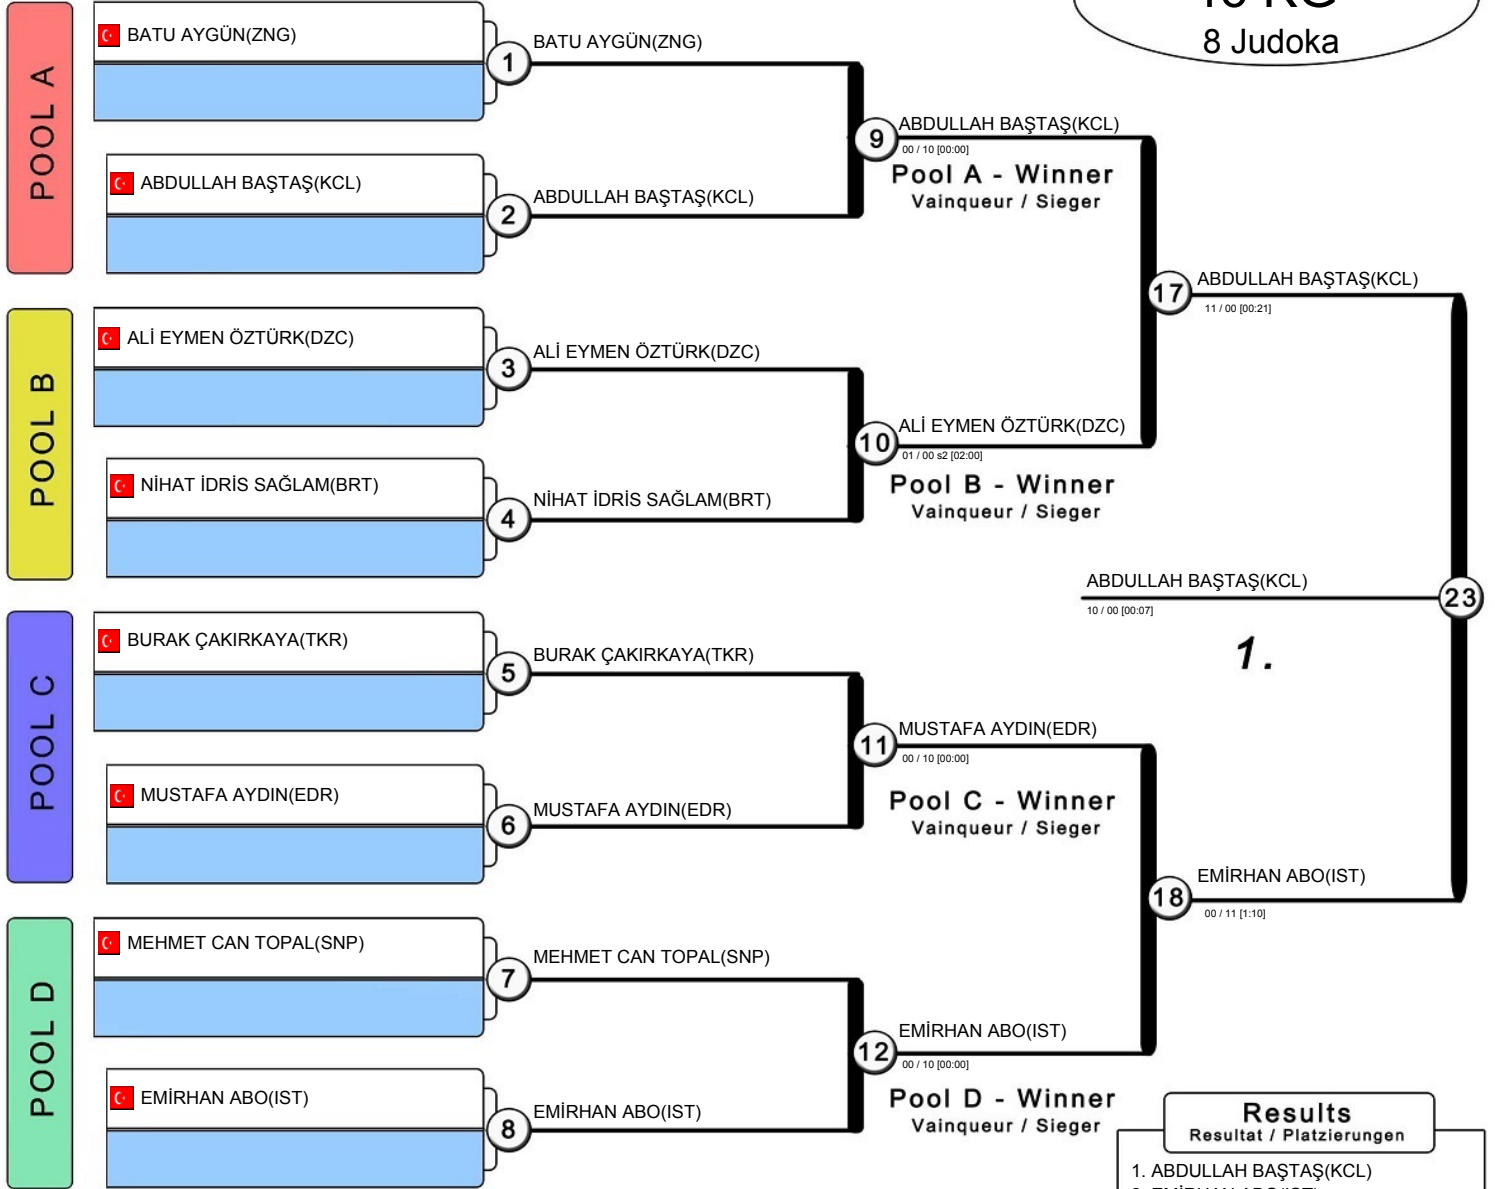 KG
8 Judoka
POOL A
BATU AYGÜN(ZNG)
1
BATU AYGÜN(ZNG)
ABDULLAH BAŞTAŞ(KCL)
2
ABDULLAH BAŞTAŞ(KCL)
9
ABDULLAH BAŞTAŞ(KCL)
00 / 10 [00:00]
Pool A - Winner
Vainqueur / Sieger
POOL B
ALİ EYMEN ÖZTÜRK(DZC)
3
ALİ EYMEN ÖZTÜRK(DZC)
NİHAT İDRİS SAĞLAM(BRT)
4
NİHAT İDRİS SAĞLAM(BRT)
10
ALİ EYMEN ÖZTÜRK(DZC)
01 / 00 s2 [02:00]
Pool B - Winner
Vainqueur / Sieger
17
ABDULLAH BAŞTAŞ(KCL)
11 / 00 [00:21]
POOL C
BURAK ÇAKIRKAYA(TKR)
5
BURAK ÇAKIRKAYA(TKR)
MUSTAFA AYDIN(EDR)
6
MUSTAFA AYDIN(EDR)
11
MUSTAFA AYDIN(EDR)
00 / 10 [00:00]
Pool C - Winner
Vainqueur / Sieger
POOL D
MEHMET CAN TOPAL(SNP)
7
MEHMET CAN TOPAL(SNP)
EMİRHAN ABO(IST)
8
EMİRHAN ABO(IST)
12
EMİRHAN ABO(IST)
00 / 10 [00:00]
Pool D - Winner
Vainqueur / Sieger
18
EMİRHAN ABO(IST)
00 / 11 [1:10]
ABDULLAH BAŞTAŞ(KCL)
23
10 / 00 [00:07]
1.
Results
Resultat / Platzierungen
1. ABDULLAH BAŞTAŞ(KCL)